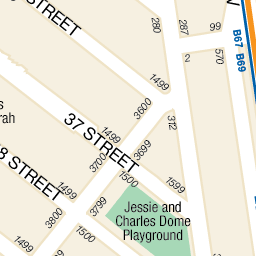 STREET
280
287
99
570
2
B67 B69
1499
3600
312
37 STREET
1499
3699
3700
1500
1599
rah
8 STREET
1499
3800
3799
1500
Jessie and
Charles Dome
Playground